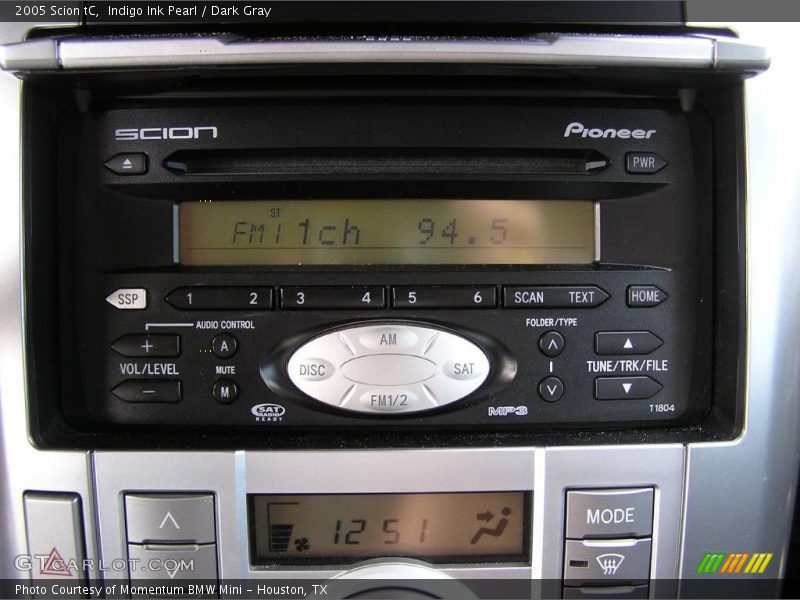 2005 Scion tC,  Indigo Ink Pearl / Dark Gray
SCION
Pioneer
PWR
ST
FM1 1ch 94.5
SSP
1 2 3 4 5 6 SCAN TEXT
HOME
AUDIO CONTROL
FOLDER/TYPE
+
A
AM
VOL/LEVEL
MUTE
DISC
SAT
TUNE/TRK/FILE
−
M
FM1/2
SAT RADIO READY
MP3
T1804
12 51
MODE
GTCARLOT.COM
Photo Courtesy of Momentum BMW Mini – Houston, TX